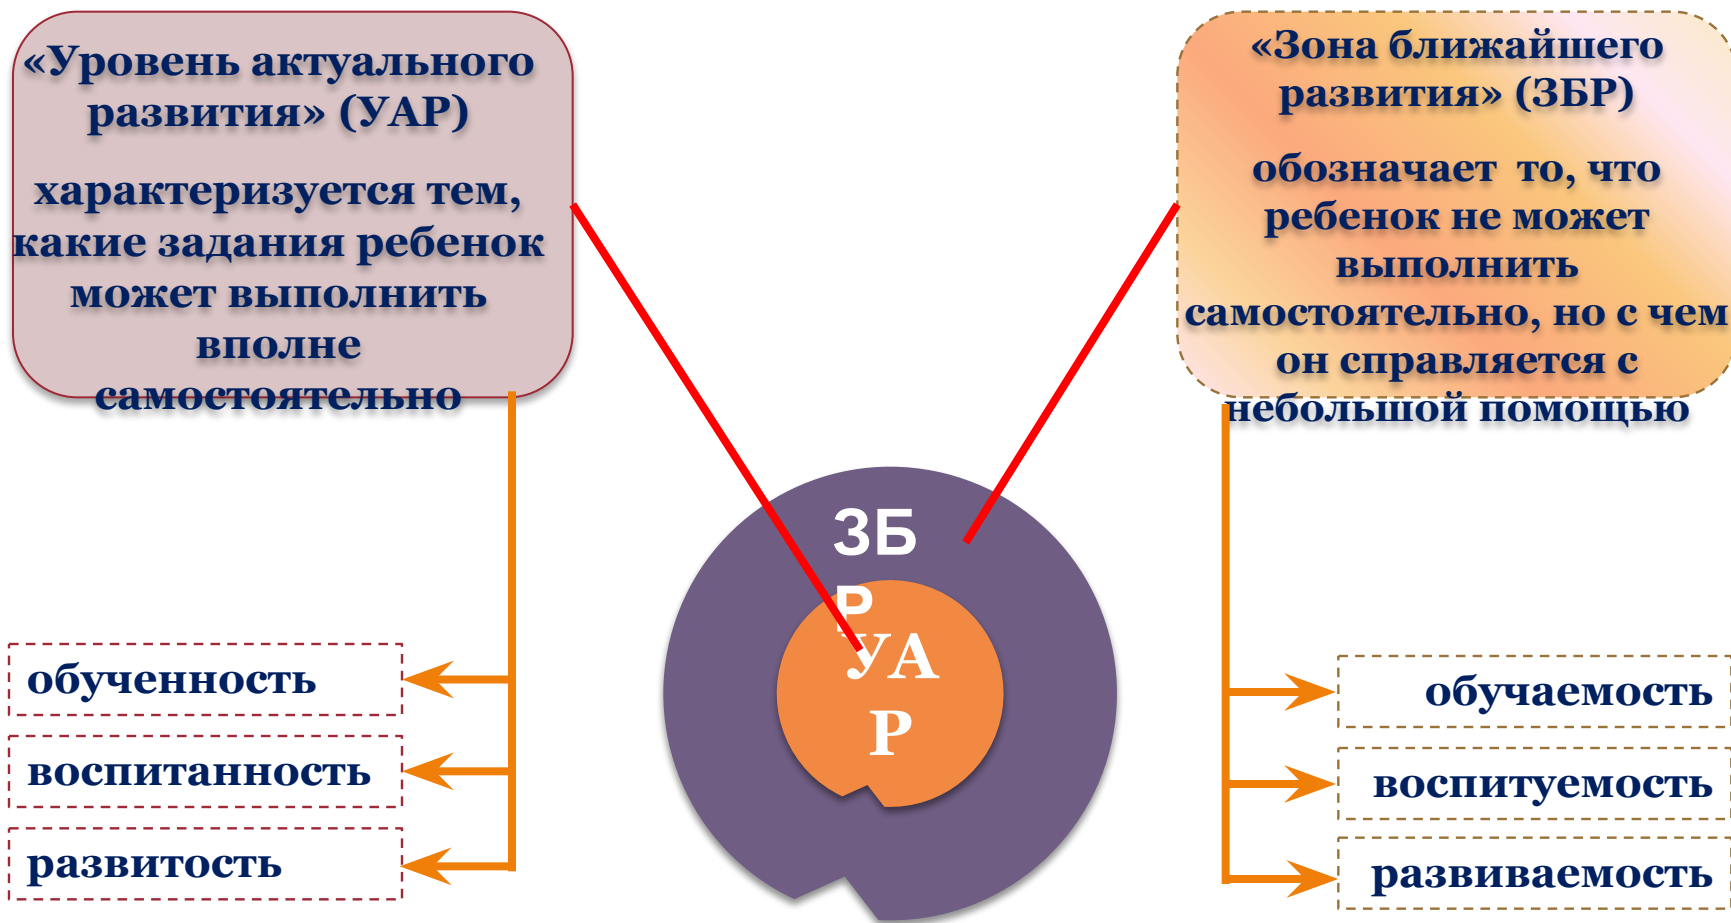 «Уровень актуального
развития» (УАР)
характеризуется тем,
какие задания ребенок
может выполнить
вполне
самостоятельно
«Зона ближайшего
развития» (ЗБР)
обозначает то, что
ребенок не может
выполнить
самостоятельно, но с чем
он справляется с
небольшой помощью
ЗБ
Р
УА
Р
обученность
воспитанность
развитость
обучаемость
воспитуемость
развиваемость